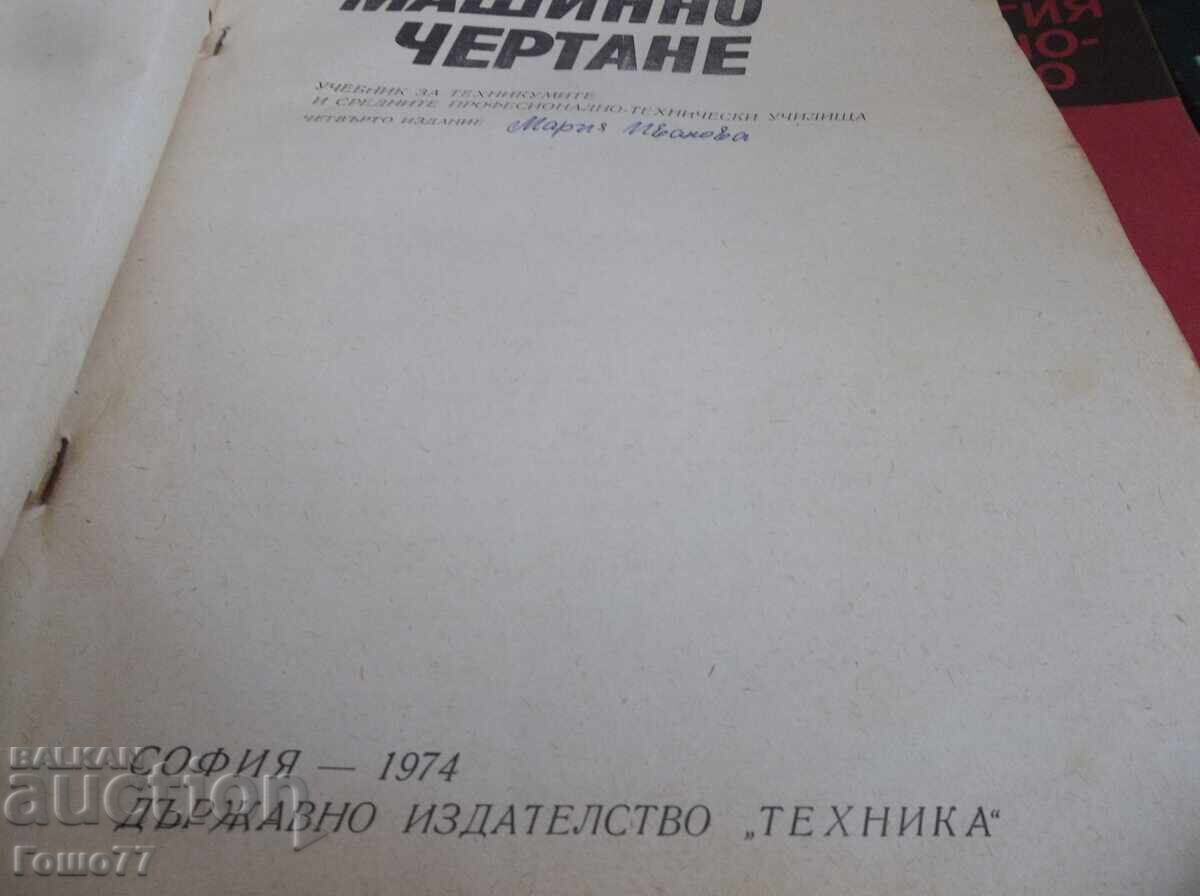 МАШИННО
ЧЕРТАНЕ
УЧЕБНИК ЗА ТЕХНИКУМИТЕ
И СРЕДНИТЕ ПРОФЕСИОНАЛНО-ТЕХНИЧЕСКИ УЧИЛИЩА
ЧЕТВЪРТО ИЗДАНИЕ Мария Иванова
СОФИЯ — 1974
ДЪРЖАВНО ИЗДАТЕЛСТВО „ТЕХНИКА“
BALKAN
auction
Гошо77